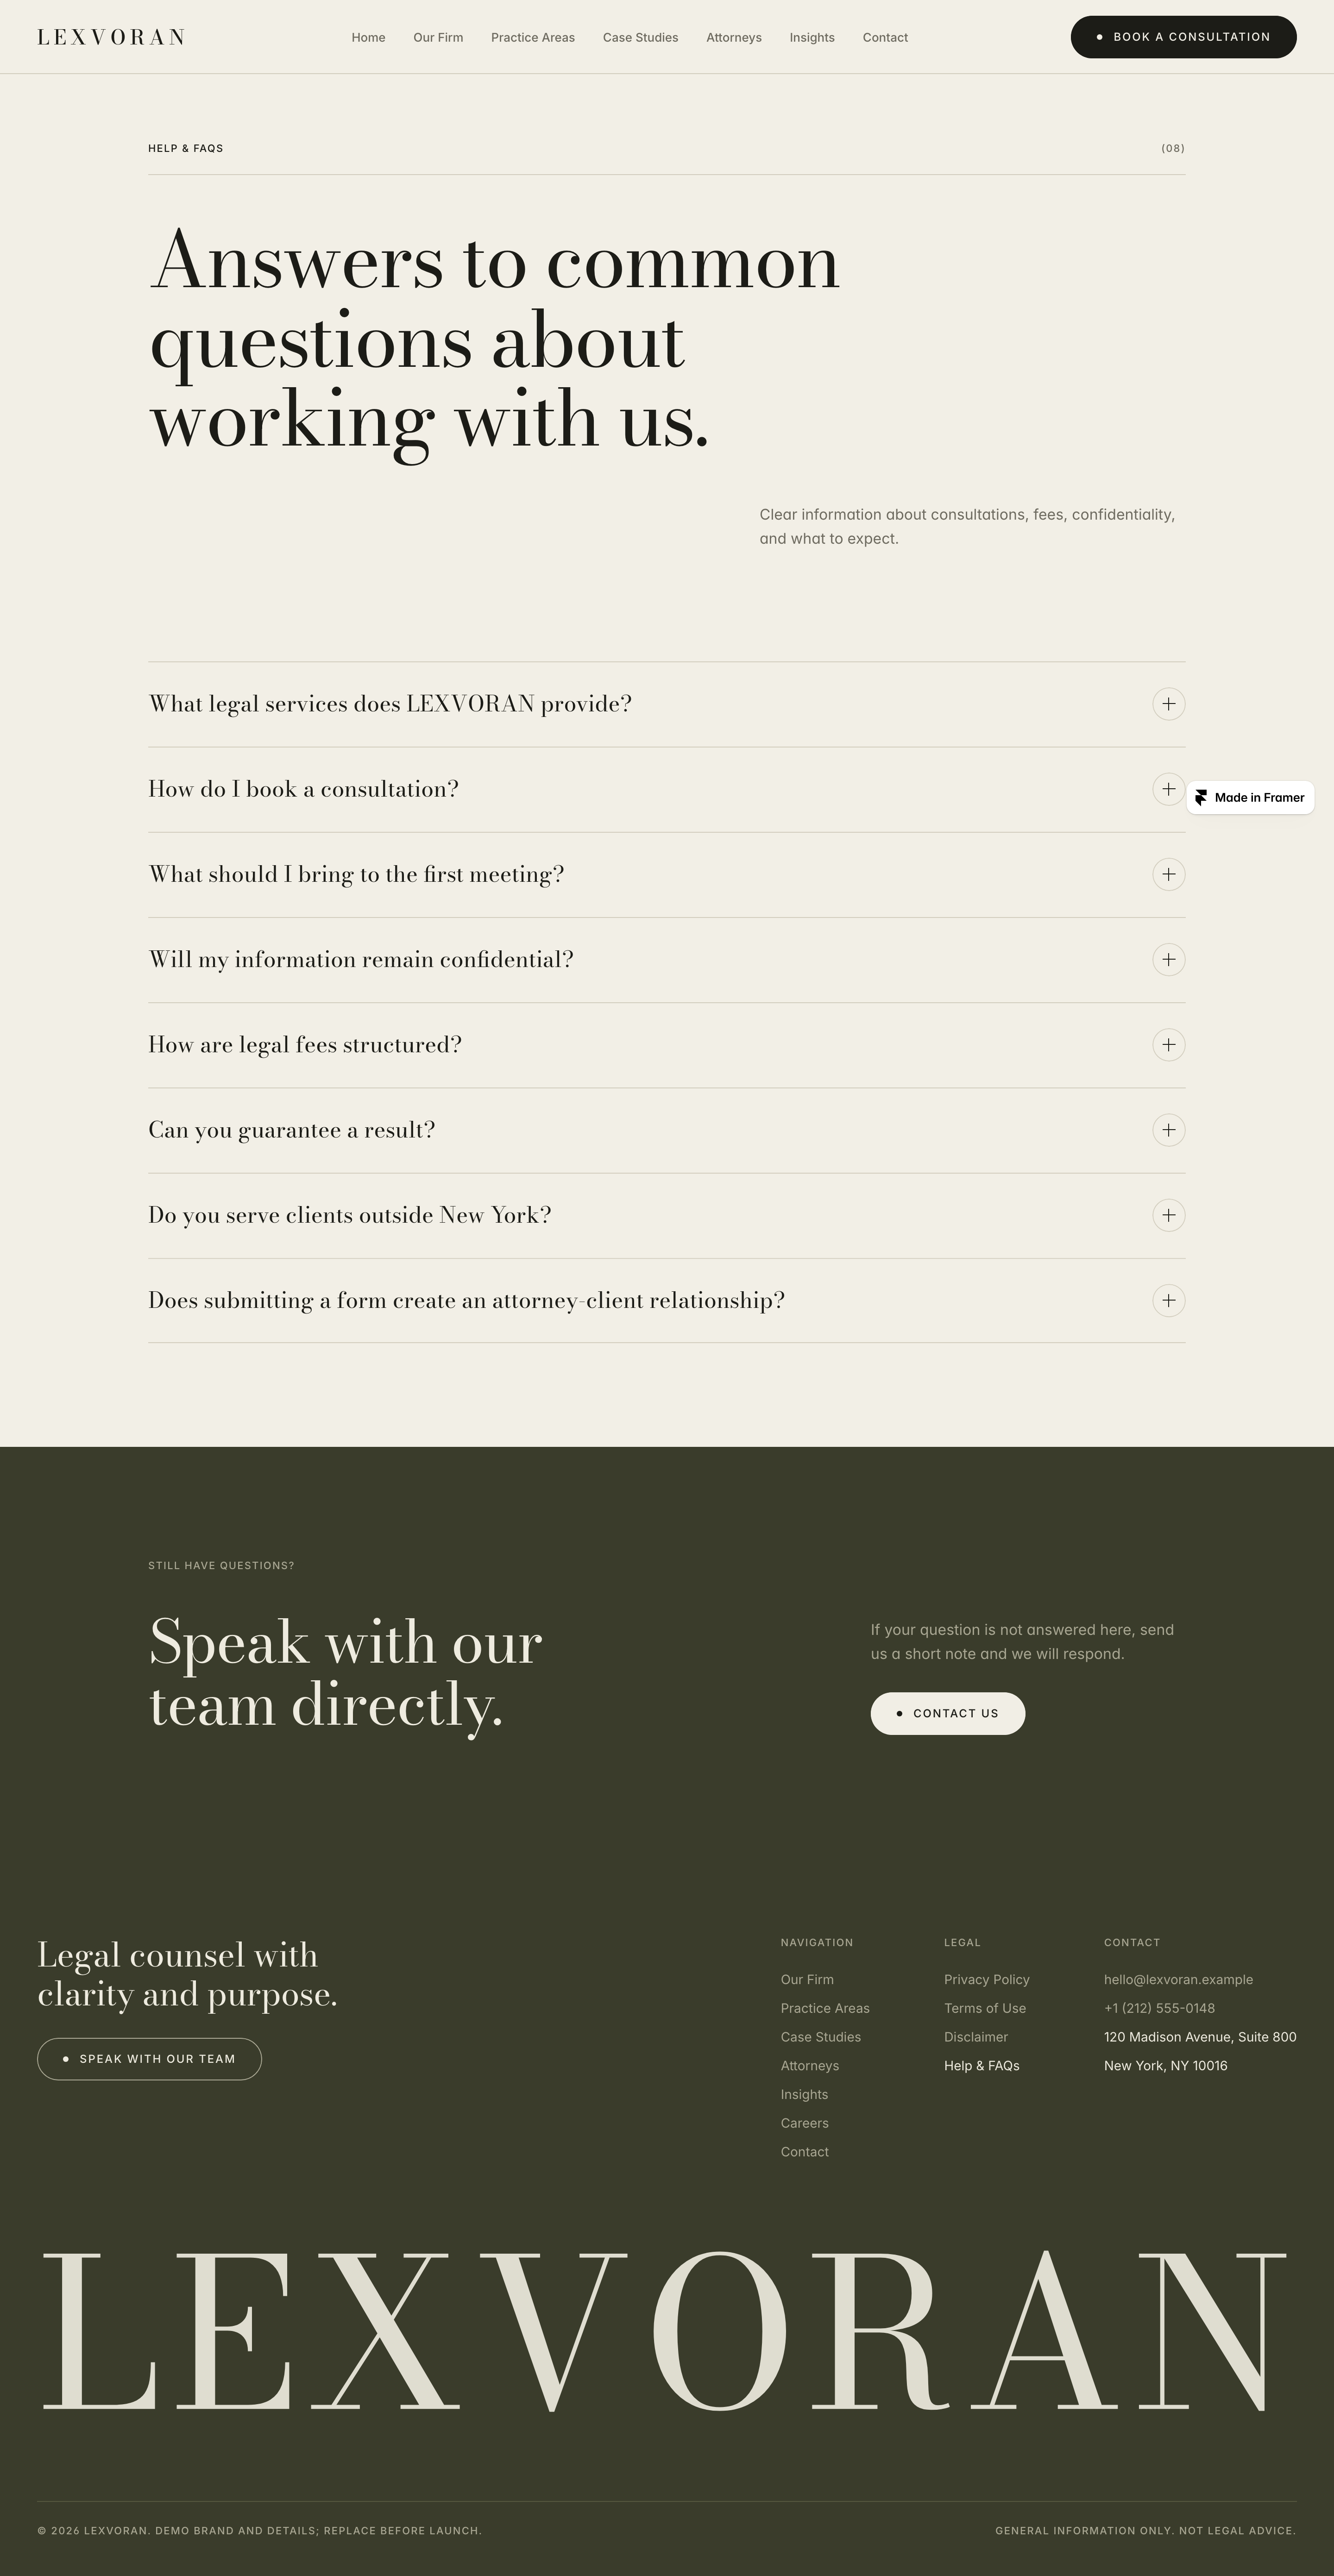 LEXVORAN
Home
Our Firm
Practice Areas
Case Studies
Attorneys
Insights
Contact
BOOK A CONSULTATION
HELP & FAQS
(08)
Answers to common
questions about
working with us.
Clear information about consultations, fees, confidentiality,
and what to expect.
What legal services does LEXVORAN provide?
How do I book a consultation?
Made in Framer
What should I bring to the first meeting?
Will my information remain confidential?
How are legal fees structured?
Can you guarantee a result?
Do you serve clients outside New York?
Does submitting a form create an attorney-client relationship?
STILL HAVE QUESTIONS?
Speak with our
team directly.
If your question is not answered here, send
us a short note and we will respond.
CONTACT US
Legal counsel with
clarity and purpose.
SPEAK WITH OUR TEAM
NAVIGATION
Our Firm
Practice Areas
Case Studies
Attorneys
Insights
Careers
Contact
LEGAL
Privacy Policy
Terms of Use
Disclaimer
Help & FAQs
CONTACT
hello@lexvoran.example
+1 (212) 555-0148
120 Madison Avenue, Suite 800
New York, NY 10016
LEXVORAN
© 2026 LEXVORAN. DEMO BRAND AND DETAILS; REPLACE BEFORE LAUNCH.
GENERAL INFORMATION ONLY. NOT LEGAL ADVICE.